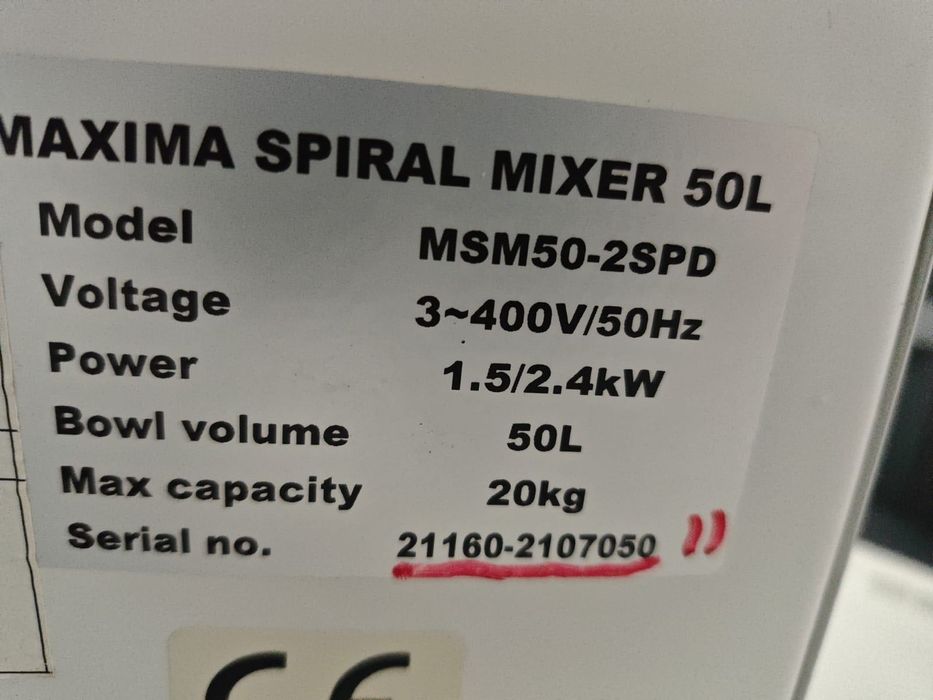 MAXIMA SPIRAL MIXER 50L
Model MSM50-2SPD
Voltage 3~400V/50Hz
Power 1.5/2.4kW
Bowl volume 50L
Max capacity 20kg
Serial no. 21160-2107050 "
CE